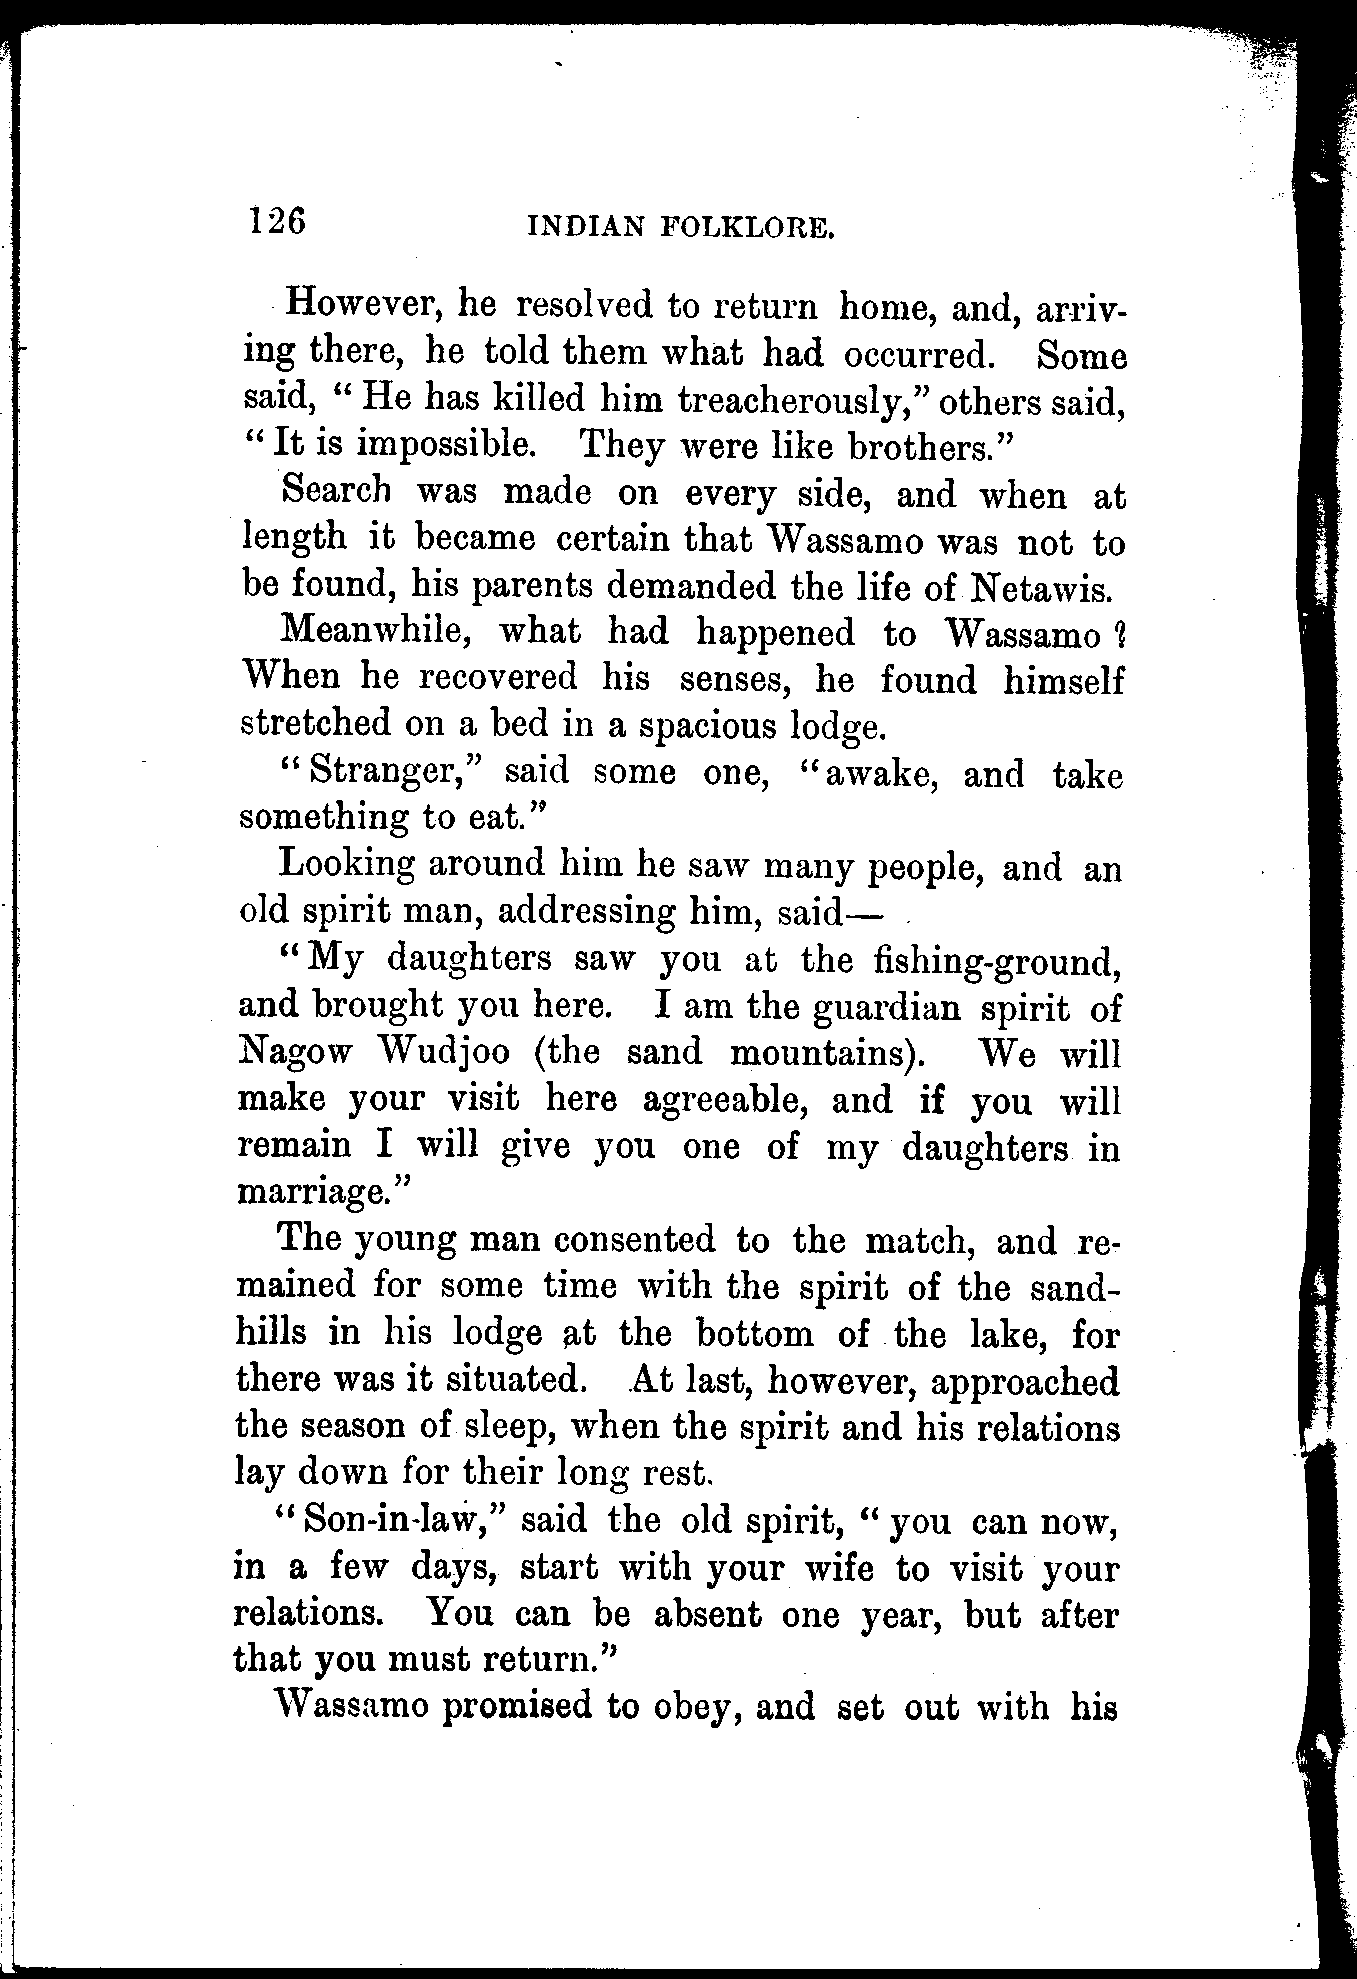 126 INDIAN FOLKLORE.
However, he resolved to return home, and, arriv-
ing there, he told them what had occurred. Some
said, “ He has killed him treacherously,” others said,
“ It is impossible. They were like brothers.”
Search was made on every side, and when at
length it became certain that Wassamo was not to
be found, his parents demanded the life of Netawis.
Meanwhile, what had happened to Wassamo ?
When he recovered his senses, he found himself
stretched on a bed in a spacious lodge.
“ Stranger,” said some one, “ awake, and take
something to eat.”
Looking around him he saw many people, and an
old spirit man, addressing him, said—
“ My daughters saw you at the fishing-ground,
and brought you here. I am the guardian spirit of
Nagow Wudjoo (the sand mountains). We will
make your visit here agreeable, and if you will
remain I will give you one of my daughters in
marriage.”
The young man consented to the match, and re-
mained for some time with the spirit of the sand-
hills in his lodge at the bottom of the lake, for
there was it situated. At last, however, approached
the season of sleep, when the spirit and his relations
lay down for their long rest.
“ Son-in-law,” said the old spirit, “ you can now,
in a few days, start with your wife to visit your
relations. You can be absent one year, but after
that you must return.”
Wassamo promised to obey, and set out with his